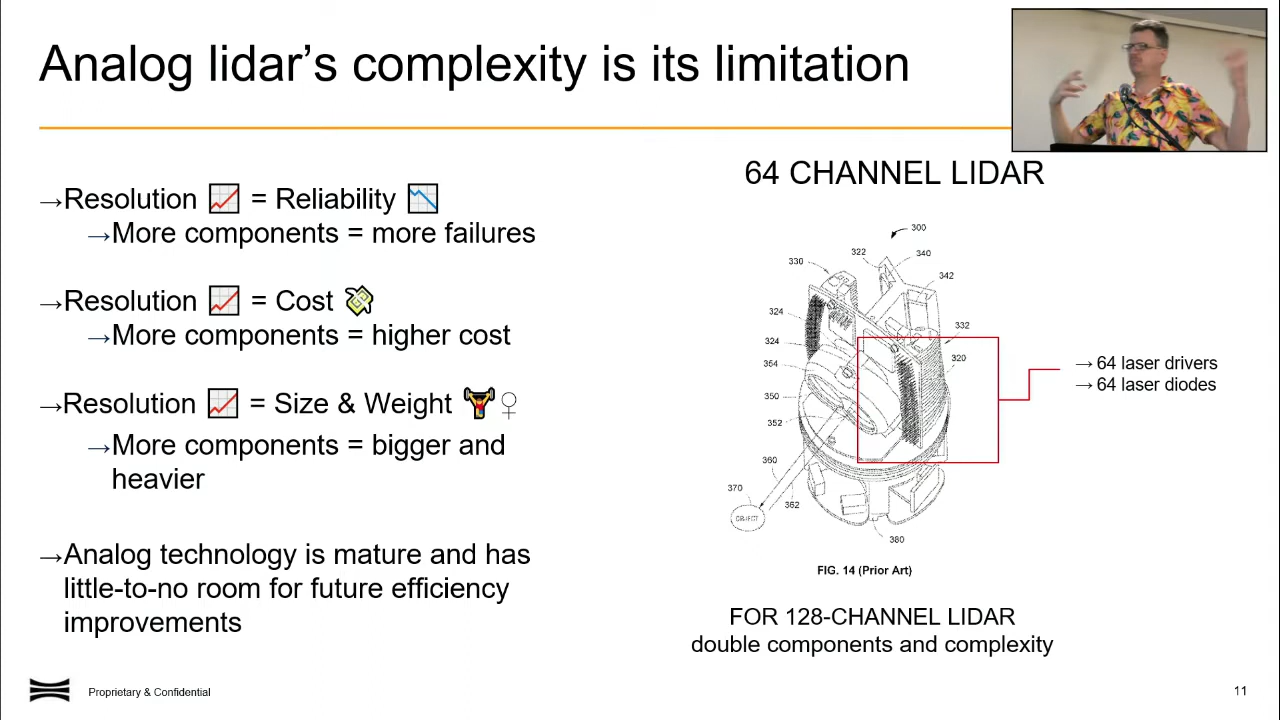 Analog lidar's complexity is its limitation
→Resolution 📈 = Reliability 📉
→More components = more failures
→Resolution 📈 = Cost 💸
→More components = higher cost
→Resolution 📈 = Size & Weight 🏋♀
→More components = bigger and
heavier
→Analog technology is mature and has
little-to-no room for future efficiency
improvements
64 CHANNEL LIDAR
300
322
340
330
342
324
332
324
320
364
350
352
360
370
362
OBJECT
380
→ 64 laser drivers
→ 64 laser diodes
FIG. 14 (Prior Art)
FOR 128-CHANNEL LIDAR
double components and complexity
Proprietary & Confidential
11